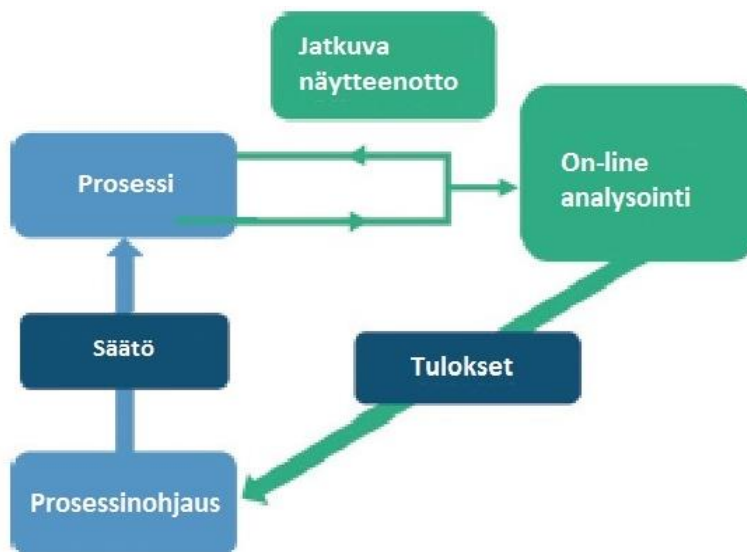 Jatkuva
näytteenotto
Prosessi
On-line
analysointi
Säätö
Tulokset
Prosessinohjaus